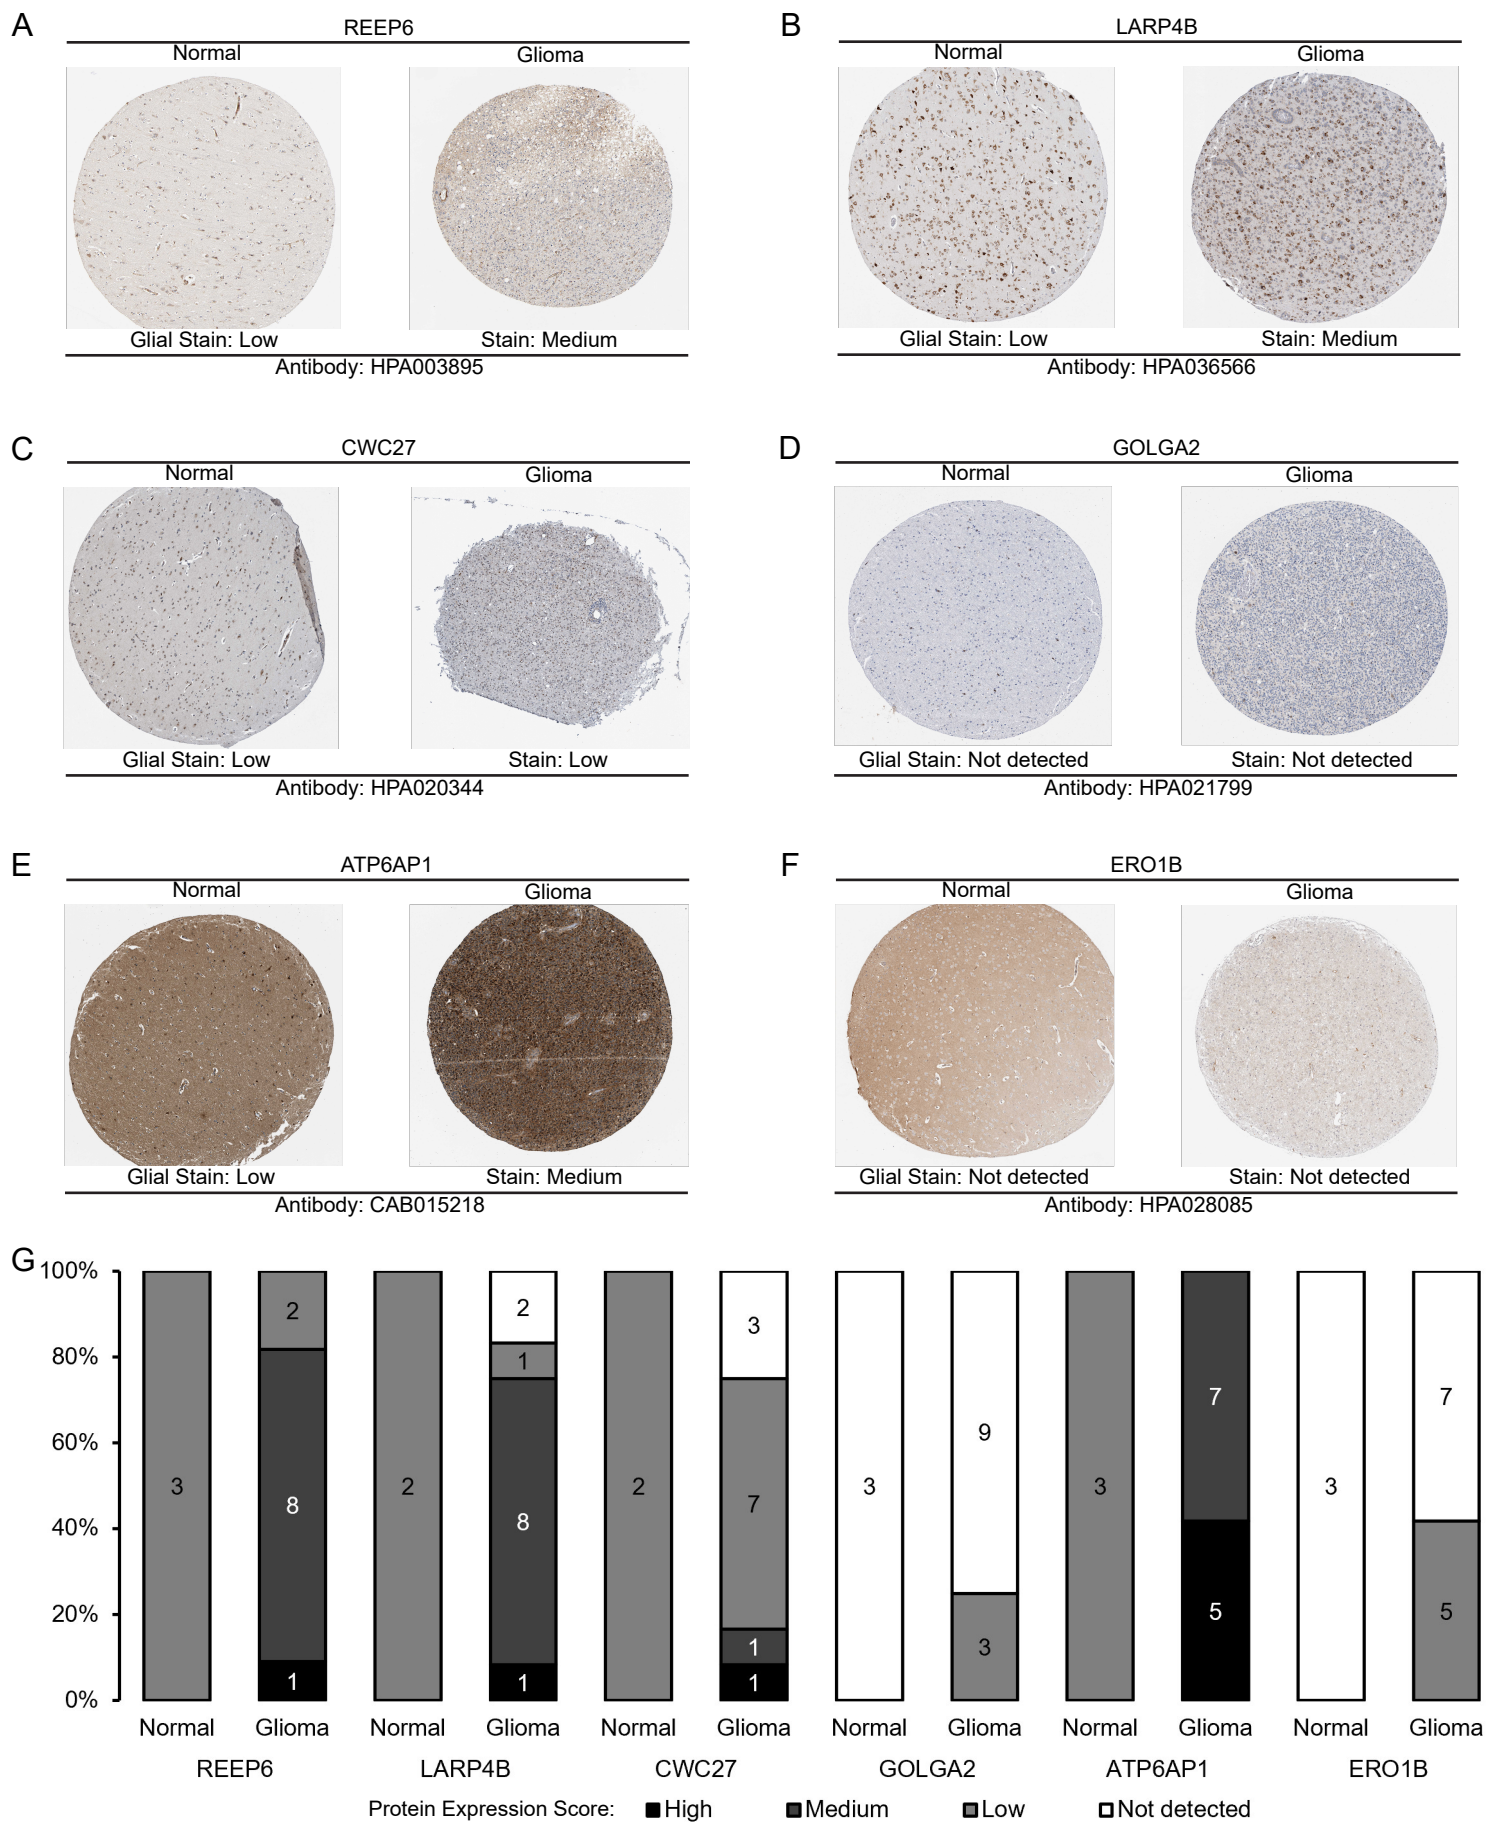 A
REEP6
Normal
Glioma
Glial Stain: Low
Stain: Medium
Antibody: HPA003895
B
LARP4B
Normal
Glioma
Glial Stain: Low
Stain: Medium
Antibody: HPA036566
C
CWC27
Normal
Glioma
Glial Stain: Low
Stain: Low
Antibody: HPA020344
D
GOLGA2
Normal
Glioma
Glial Stain: Not detected
Stain: Not detected
Antibody: HPA021799
E
ATP6AP1
Normal
Glioma
Glial Stain: Low
Stain: Medium
Antibody: CAB015218
F
ERO1B
Normal
Glioma
Glial Stain: Not detected
Stain: Not detected
Antibody: HPA028085
G
100%
80%
60%
40%
20%
0%
3
2
8
1
2
2
1
8
1
2
3
7
1
1
3
9
3
3
7
5
3
7
5
Normal Glioma Normal Glioma Normal Glioma Normal Glioma Normal Glioma Normal Glioma
REEP6 LARP4B CWC27 GOLGA2 ATP6AP1 ERO1B
Protein Expression Score: High Medium Low Not detected